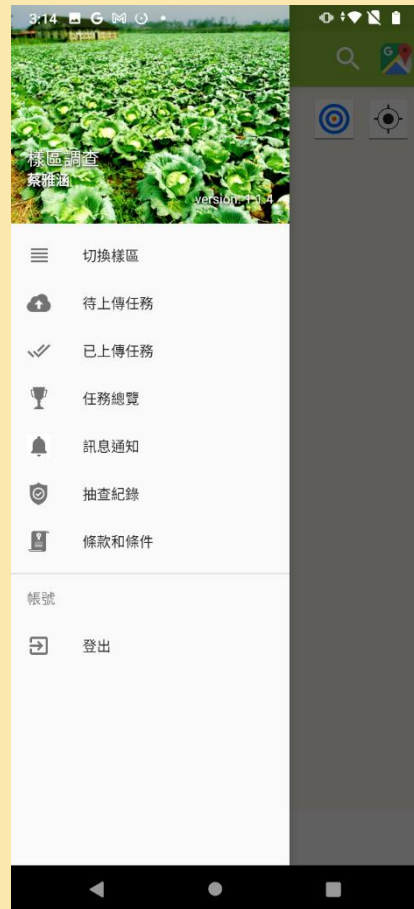 3:14
樣區調查
蔡雅涵
version: 1.1.4
切換樣區
待上傳任務
已上傳任務
任務總覽
訊息通知
抽查紀錄
條款和條件
帳號
登出